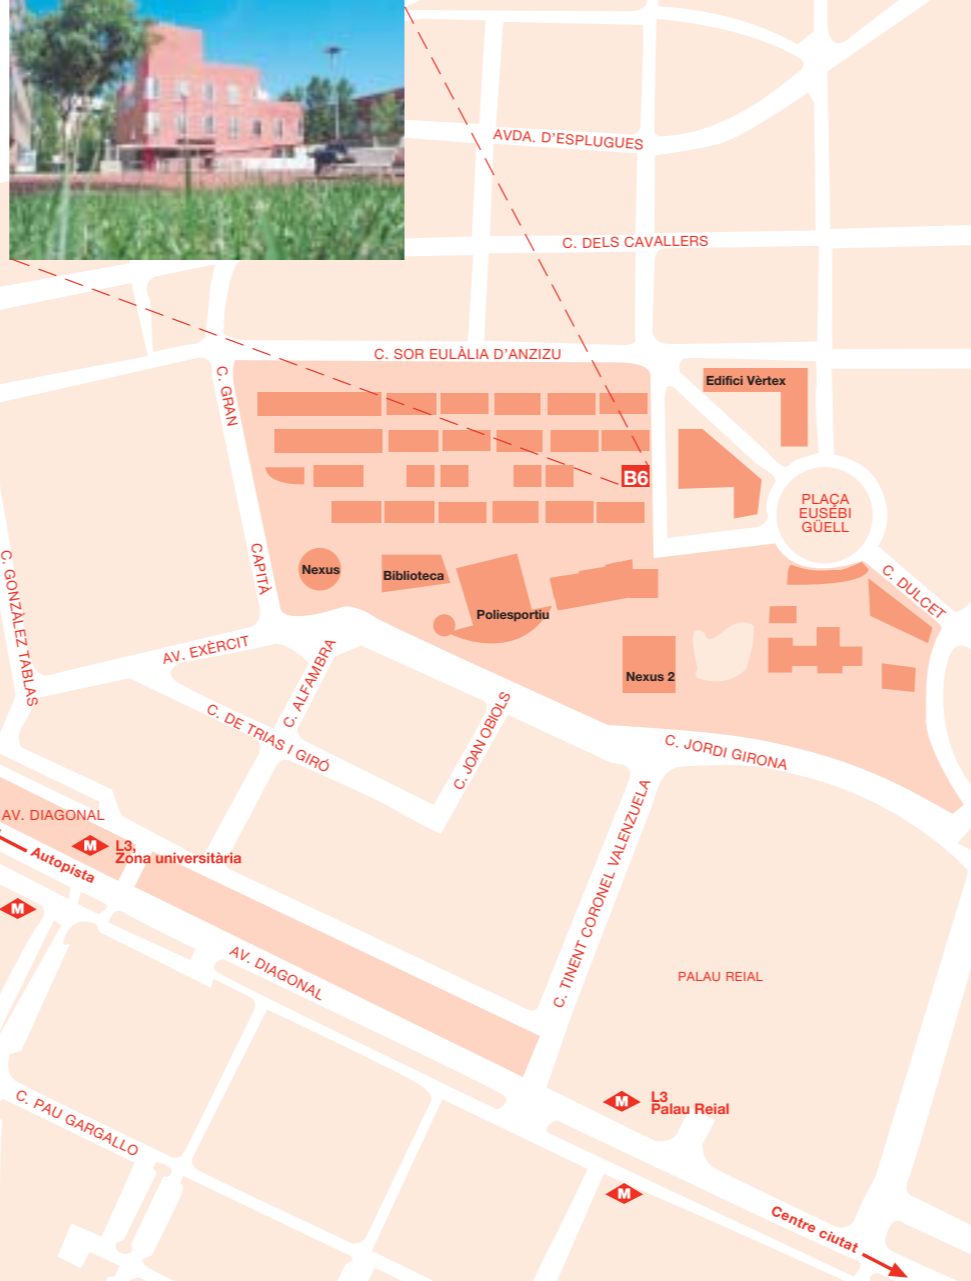 AVDA. D'ESPLUGUES
C. DELS CAVALLERS
C. SOR EULÀLIA D'ANZIZU
C. GRAN
CAPITÀ
Edifici Vèrtex
B6
PLAÇA
EUSEBI
GÜELL
C. GONZÀLEZ TABLAS
Nexus
Biblioteca
Poliesportiu
C. DULCET
AV. EXÈRCIT
C. ALFAMBRA
Nexus 2
C. DE TRIAS I GIRÓ
C. JOAN OBIOLS
C. JORDI GIRONA
AV. DIAGONAL
M
L3,
Zona universitària
Autopista
M
C. TINENT CORONEL VALENZUELA
AV. DIAGONAL
PALAU REIAL
C. PAU GARGALLO
M
L3
Palau Reial
M
Centre ciutat